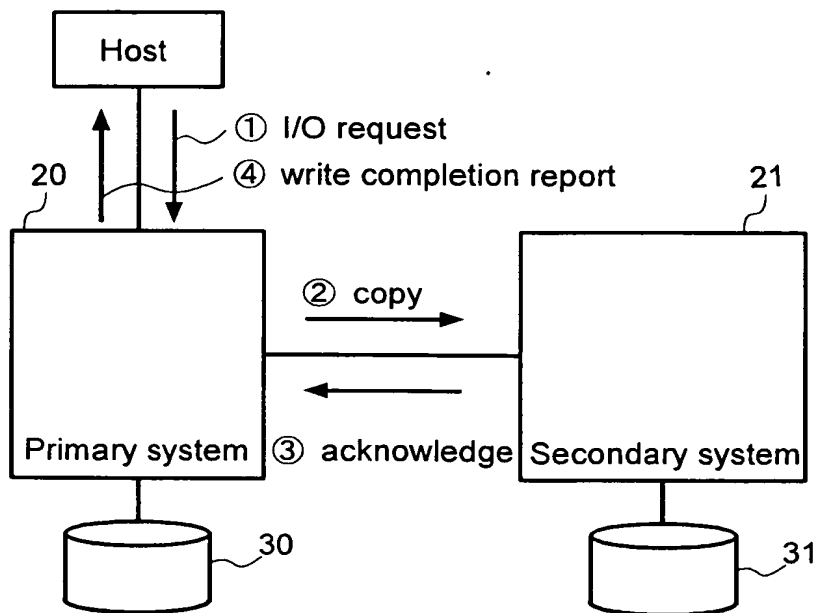 Host
① I/O request
④ write completion report
20
21
② copy
Primary system
③ acknowledge
Secondary system
30
31